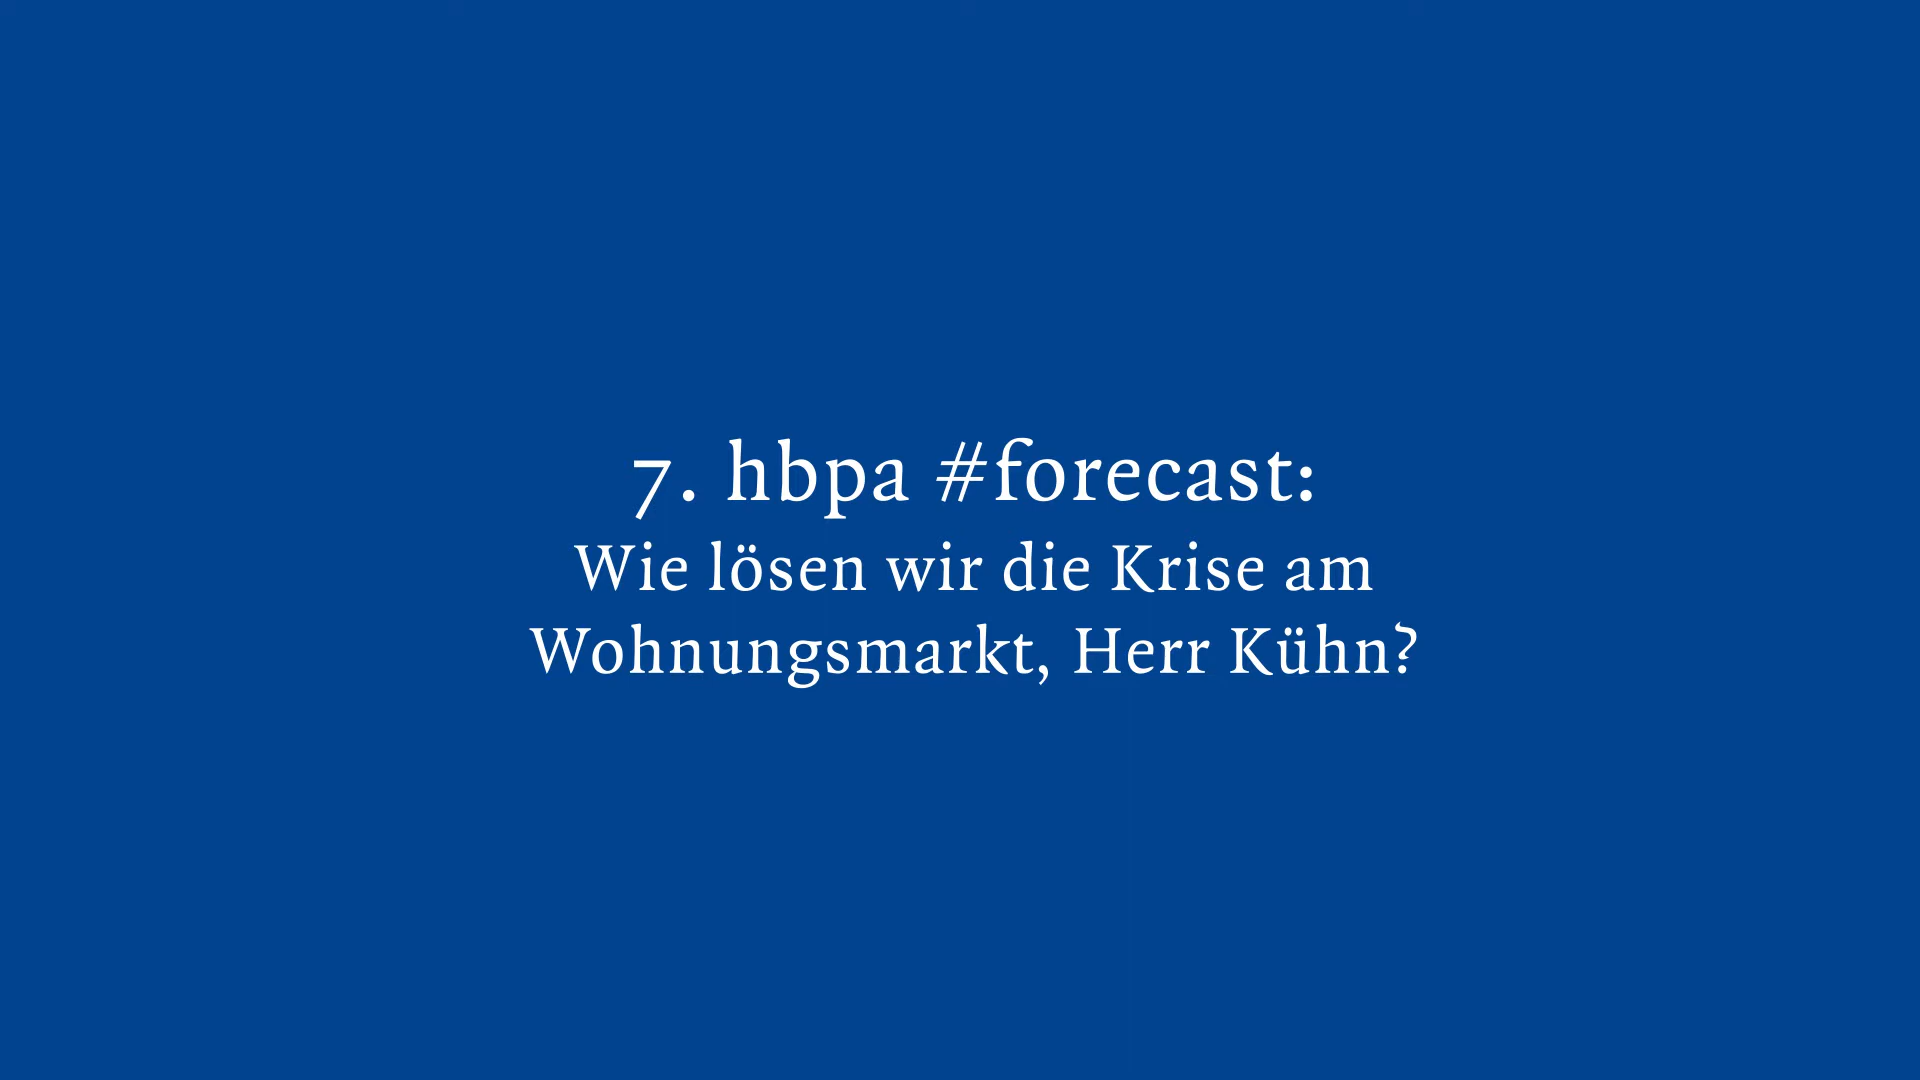 7. hbpa #forecast:
Wie lösen wir die Krise am
Wohnungsmarkt, Herr Kühn?